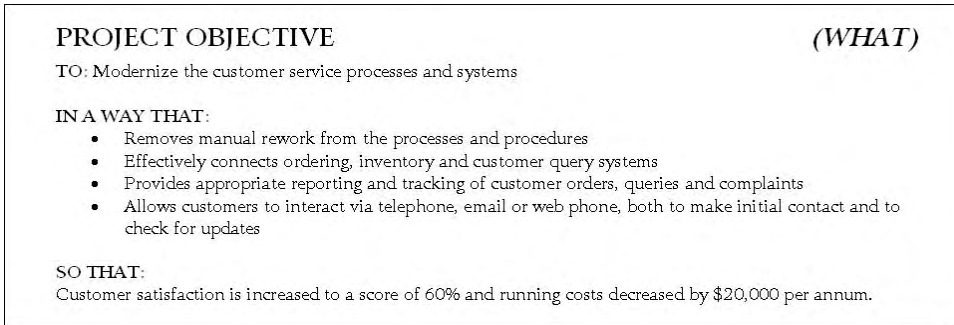 PROJECT OBJECTIVE (WHAT)
TO: Modernize the customer service processes and systems
IN A WAY THAT:
• Removes manual rework from the processes and procedures
• Effectively connects ordering, inventory and customer query systems
• Provides appropriate reporting and tracking of customer orders, queries and complaints
• Allows customers to interact via telephone, email or web phone, both to make initial contact and to
check for updates
SO THAT:
Customer satisfaction is increased to a score of 60% and running costs decreased by $20,000 per annum.